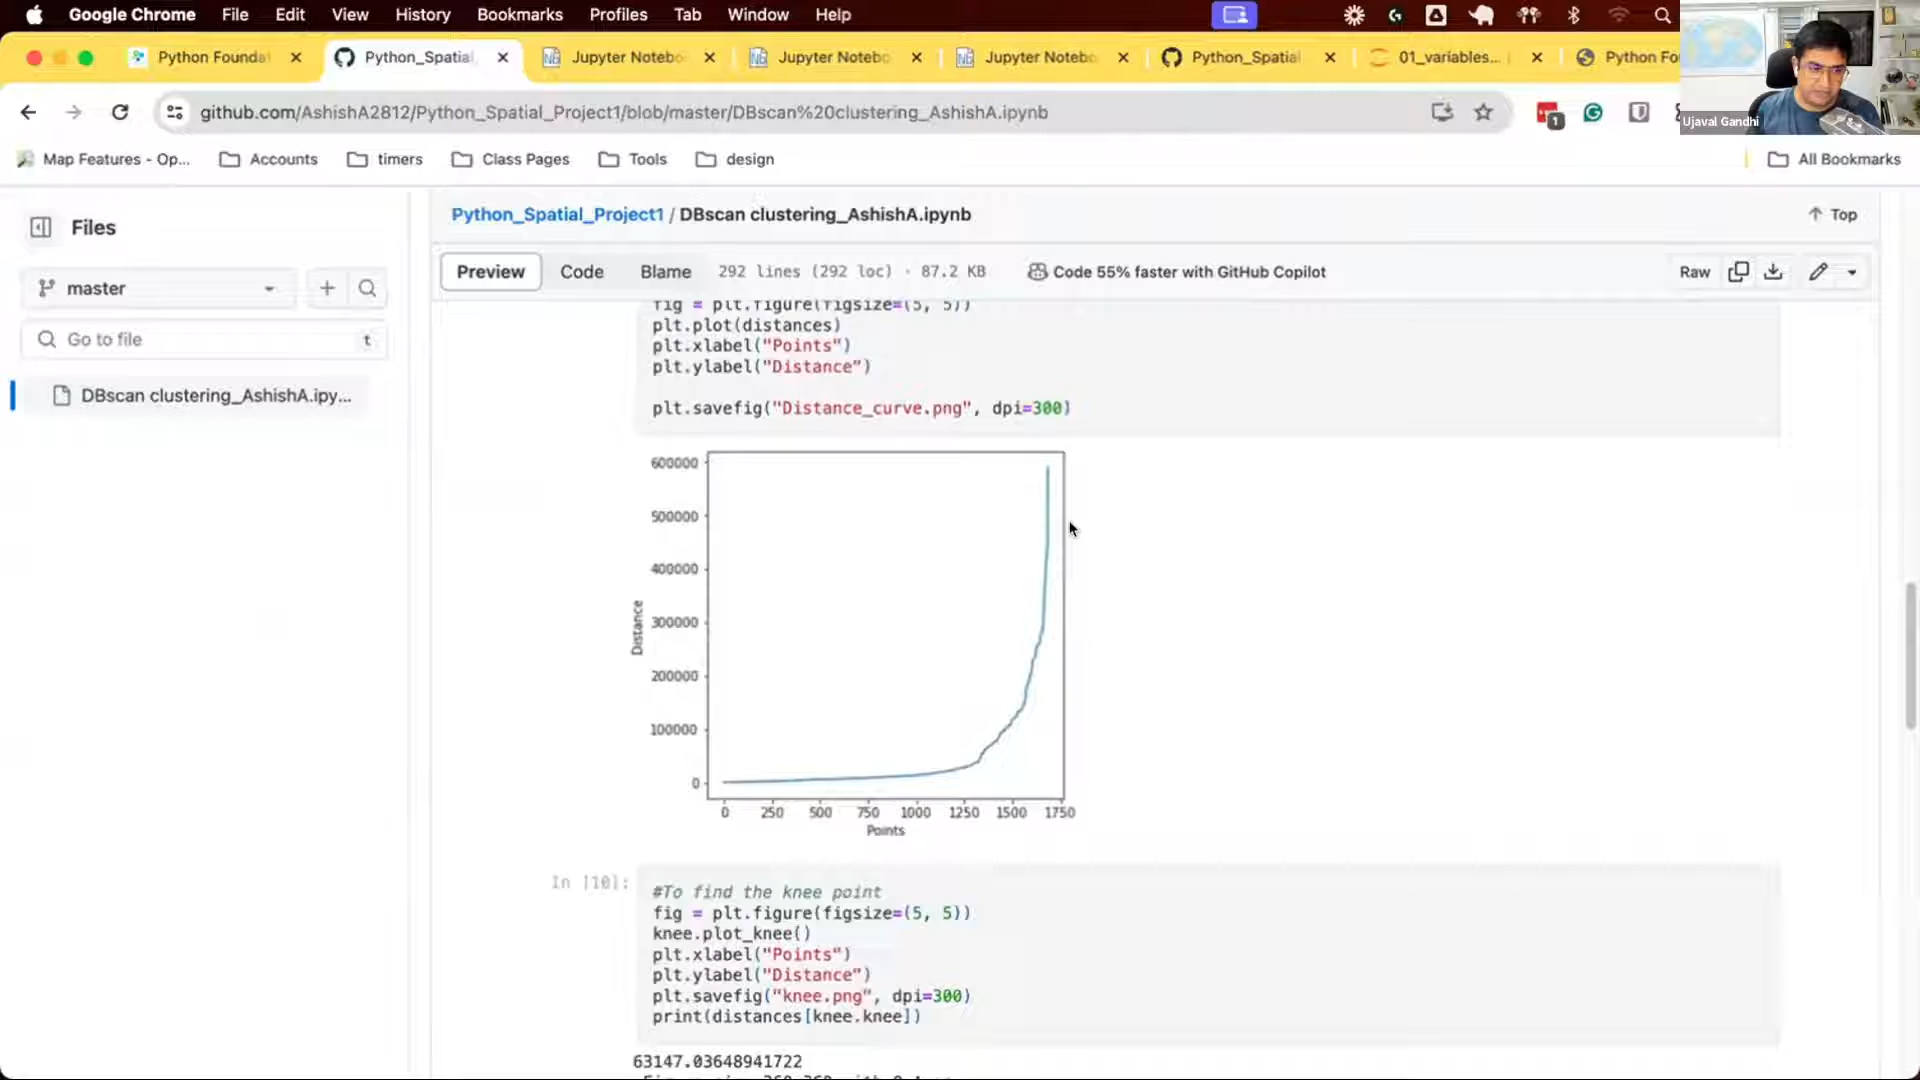 Google Chrome File Edit View History Bookmarks Profiles Tab Window Help
Python Founda Python_Spatial Jupyter Notebo Jupyter Notebo Jupyter Notebo Python_Spatial 01_variables... Python Fo
github.com/AshishA2812/Python_Spatial_Project1/blob/master/DBscan%20clustering_AshishA.ipynb
1
Ujaval Gandhi
Map Features - Op... Accounts timers Class Pages Tools design All Bookmarks
Files
master
Go to file t
DBscan clustering_AshishA.ipy...
Python_Spatial_Project1 / DBscan clustering_AshishA.ipynb
Top
Preview Code Blame 292 lines (292 loc) · 87.2 KB Code 55% faster with GitHub Copilot Raw
fig = plt.figure(figsize=(5, 5))
plt.plot(distances)
plt.xlabel("Points")
plt.ylabel("Distance")
plt.savefig("Distance_curve.png", dpi=300)
600000
500000
400000
300000
200000
100000
0
Distance
0 250 500 750 1000 1250 1500 1750
Points
In [10]:
#To find the knee point
fig = plt.figure(figsize=(5, 5))
knee.plot_knee()
plt.xlabel("Points")
plt.ylabel("Distance")
plt.savefig("knee.png", dpi=300)
print(distances[knee.knee])
63147.03648941722